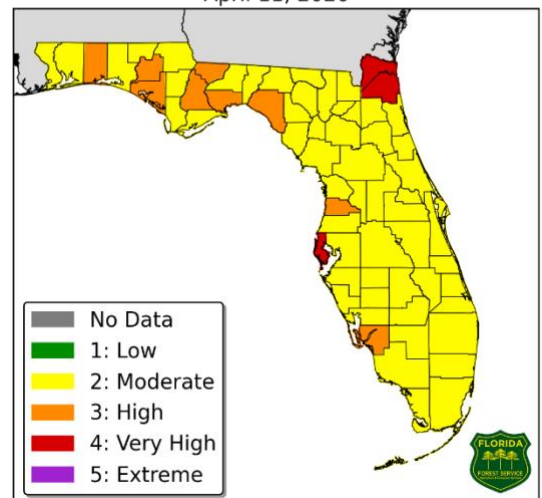 No Data
1: Low
2: Moderate
3: High
4: Very High
5: Extreme
FLORIDA
FOREST SERVICE